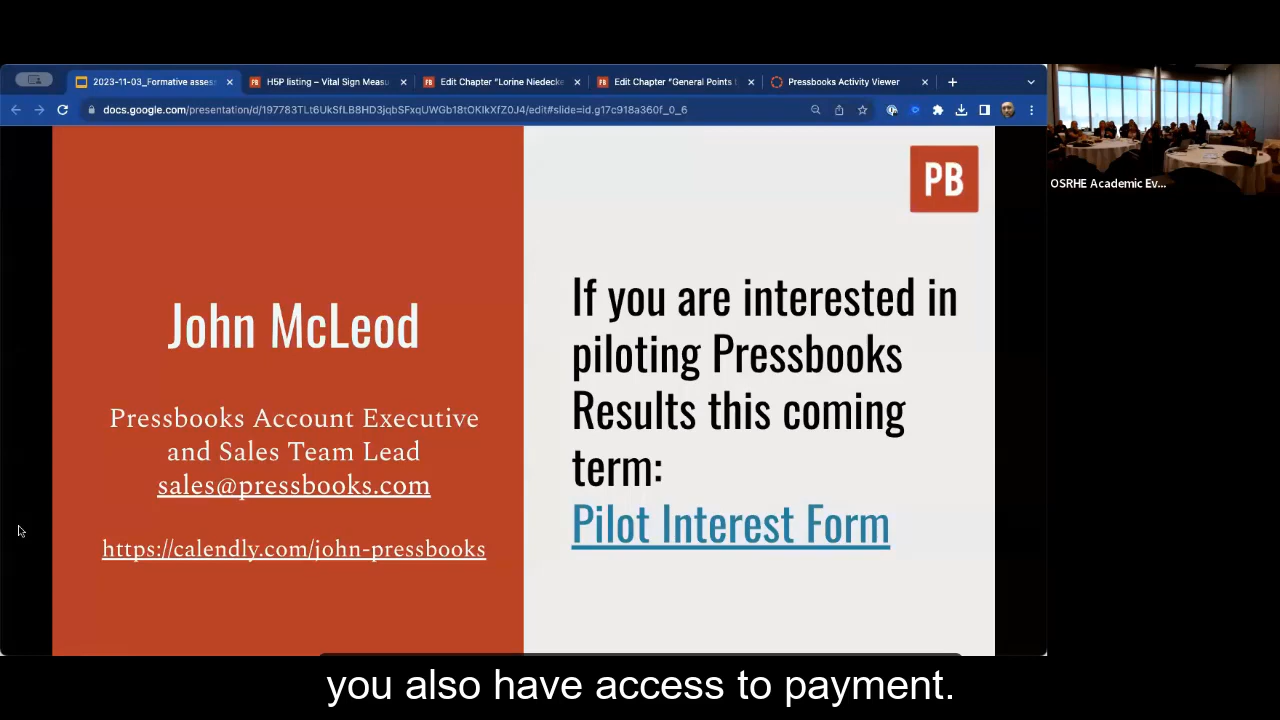 2023-11-03_Formative asses
H5P listing – Vital Sign Measu
Edit Chapter “Lorine Niedecke
Edit Chapter “General Points
Pressbooks Activity Viewer
docs.google.com/presentation/d/197783TLt6UkSfLB8HD3jqbSFxqUWGb18tOKIkXfZ0J4/edit#slide=id.g17c918a360f_0_6
OSRHE Academic Ev...
PB
John McLeod
Pressbooks Account Executive
and Sales Team Lead
sales@pressbooks.com
https://calendly.com/john-pressbooks
If you are interested in
piloting Pressbooks
Results this coming
term:
Pilot Interest Form
you also have access to payment.